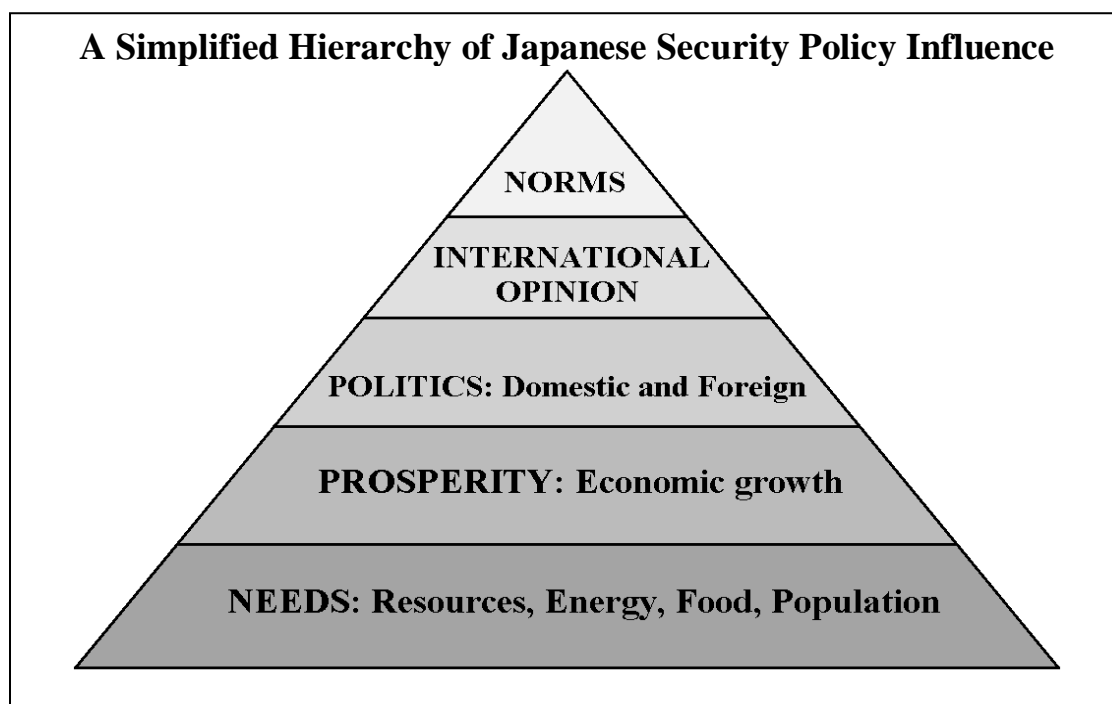 A Simplified Hierarchy of Japanese Security Policy Influence
NORMS
INTERNATIONAL
OPINION
POLITICS: Domestic and Foreign
PROSPERITY: Economic growth
NEEDS: Resources, Energy, Food, Population